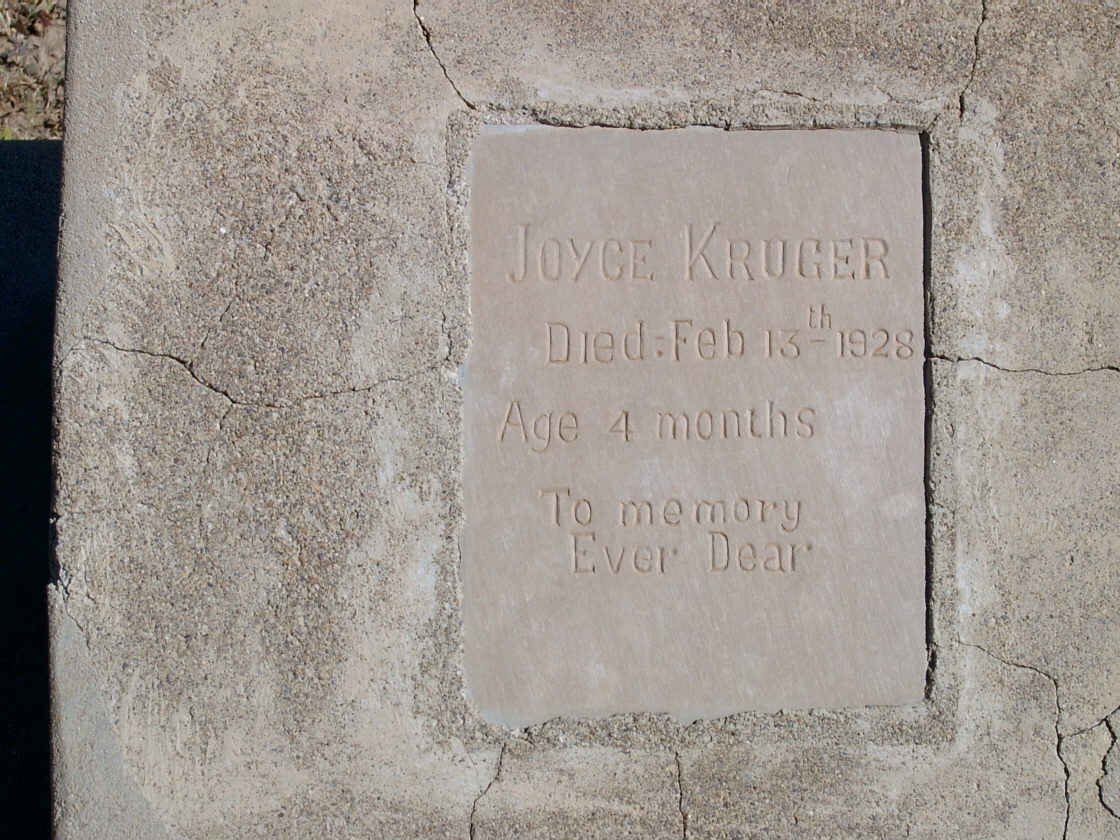 JOYCE KRUGER
Died. Feb 13th 1928
Age 4 months
To memory
Ever Dear